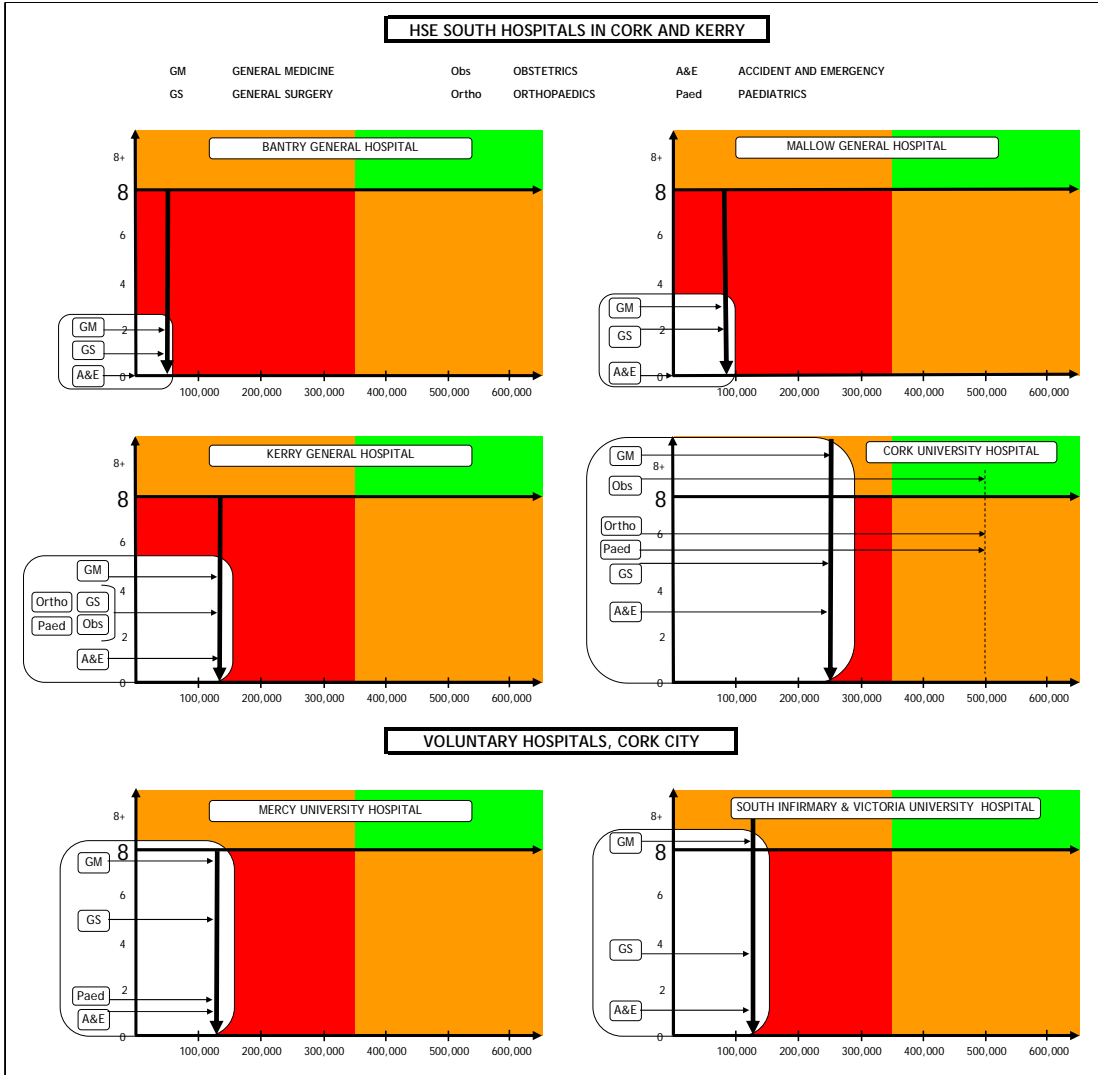 HSE SOUTH HOSPITALS IN CORK AND KERRY
GM GENERAL MEDICINE Obs OBSTETRICS A&E ACCIDENT AND EMERGENCY
GS GENERAL SURGERY Ortho ORTHOPAEDICS Paed PAEDIATRICS
BANTRY GENERAL HOSPITAL
8+
8
6
4
GM 2
GS
A&E 0
100,000 200,000 300,000 400,000 500,000 600,000
MALLOW GENERAL HOSPITAL
8+
8
6
4
GM
GS 2
A&E 0
100,000 200,000 300,000 400,000 500,000 600,000
KERRY GENERAL HOSPITAL
8+
8
6
GM
4
Ortho GS
Paed Obs
2
A&E
0
100,000 200,000 300,000 400,000 500,000 600,000
CORK UNIVERSITY HOSPITAL
GM
8+
Obs
8
Ortho 6
Paed
GS
4
A&E
2
0
100,000 200,000 300,000 400,000 500,000 600,000
VOLUNTARY HOSPITALS, CORK CITY
MERCY UNIVERSITY HOSPITAL
8+
8
GM
6
GS
4
Paed 2
A&E
0
100,000 200,000 300,000 400,000 500,000 600,000
SOUTH INFIRMARY & VICTORIA UNIVERSITY HOSPITAL
8+
GM
8
6
GS 4
2
A&E
0
100,000 200,000 300,000 400,000 500,000 600,000